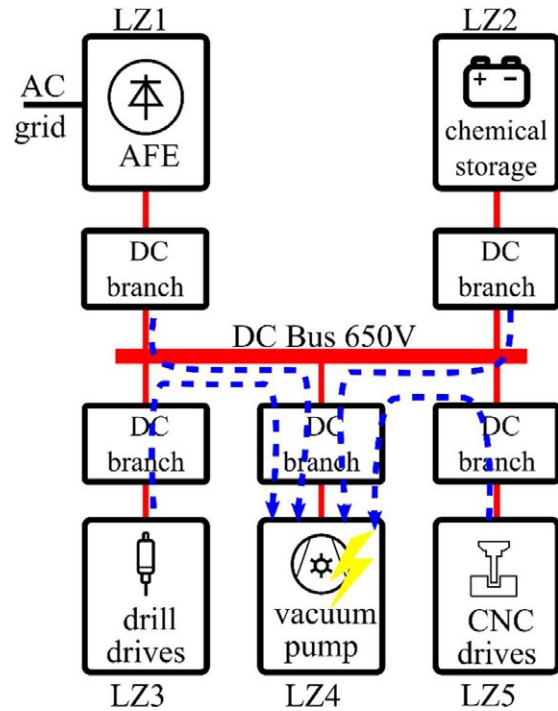 LZ1
LZ2
AC
grid
AFE
+ −
chemical
storage
DC
branch
DC
branch
DC Bus 650V
DC
branch
DC
branch
DC
branch
drill
drives
vacuum
pump
CNC
drives
LZ3
LZ4
LZ5